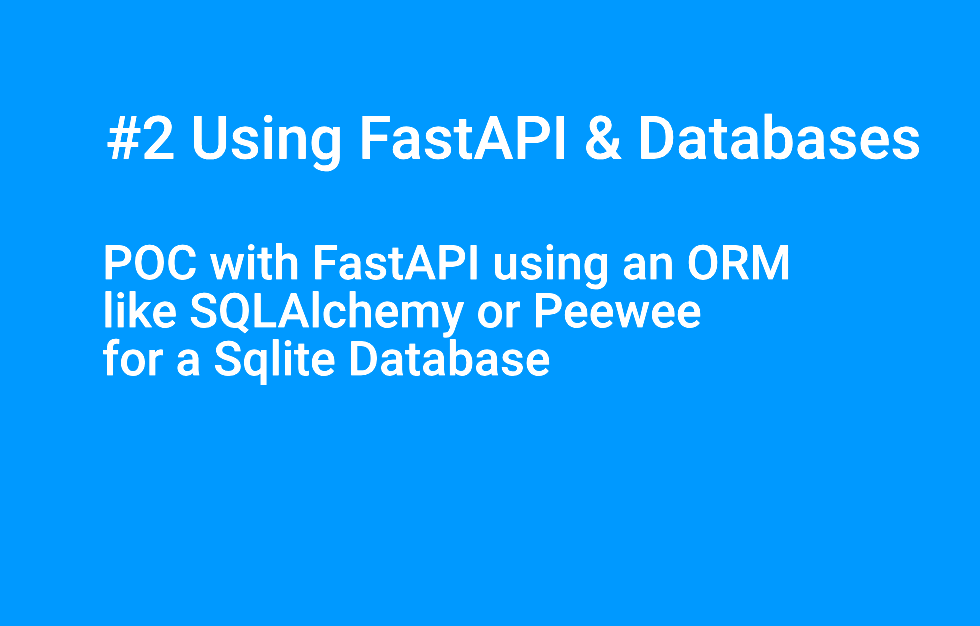 #2 Using FastAPI & Databases
POC with FastAPI using an ORM
like SQLAlchemy or Peewee
for a Sqlite Database